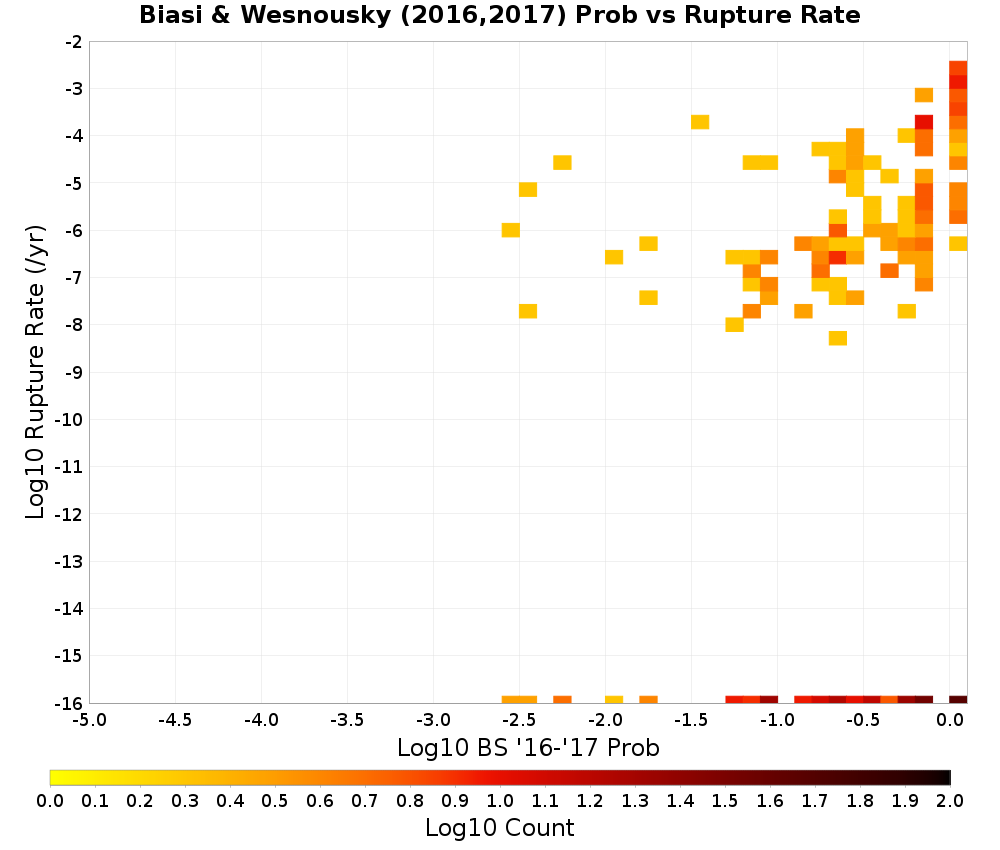 Biasi & Wesnousky (2016,2017) Prob vs Rupture Rate
-2
-3
-4
-5
-6
-7
-8
-9
-10
-11
-12
-13
-14
-15
-16
Log10 Rupture Rate (/yr)
-5.0 -4.5 -4.0 -3.5 -3.0 -2.5 -2.0 -1.5 -1.0 -0.5 0.0
Log10 BS '16-'17 Prob
0.0 0.1 0.2 0.3 0.4 0.5 0.6 0.7 0.8 0.9 1.0 1.1 1.2 1.3 1.4 1.5 1.6 1.7 1.8 1.9 2.0
Log10 Count